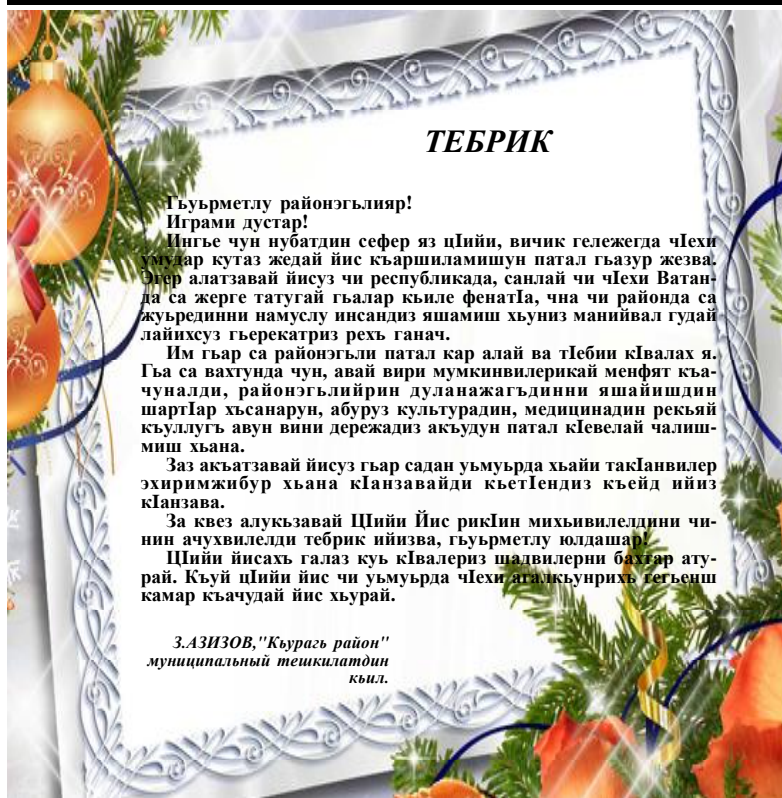 ТЕБРИК
Гьуьрметлу районэгьлияр!
Играми дустар!
Ингье чун нубатдин сефер яз цIийи, вичик гележегда чIехи
умудар кутаз жедай йис къаршиламишун патал гьазур жезва.
Эгер алатзавай йисуз чи республикада, санлай чи чIехи Ватан-
да са жерге татугай гьалар кьиле фенатIа, чна чи районда са
жуьрединни намуслу инсандиз яшамиш хьуниз манийвал гудай
лайихсуз гьерекатриз рехъ ганач.
Им гьар са районэгьли патал кар алай ва тIебии кIвалах я.
Гьа са вахтунда чун, авай вири мумкинвилерикай менфят къа-
чуналди, районэгьлийрин дуланажагъдинни яшайишдин
шартIар хъсанарун, абуруз культурадин, медицинадин рекьяй
къуллугъ авун вини дережадиз акъудун патал кIевелай чалиш-
миш хьана.
Заз акъатзавай йисуз гьар садан уьмуьрда хьайи такIанвилер
эхиримжибур хьана кIанзавайди кьетIендиз къейд ийиз
кIанзава.
За квез алукьзавай ЦIийи Йис рикIин михьивилелдини чи-
нин ачухвилелди тебрик ийизва, гьуьрметлу юлдашар!
ЦIийи йисахъ галаз куь кIвалериз шадвилерни бахтар ату-
рай. Къуй цIийи йис чи уьмуьрда чIехи агалкьунрихъ гегьенш
камар къачудай йис хьурай.
З.АЗИЗОВ,"Кьурагь район"
муниципальный тешкилатдин
кьил.